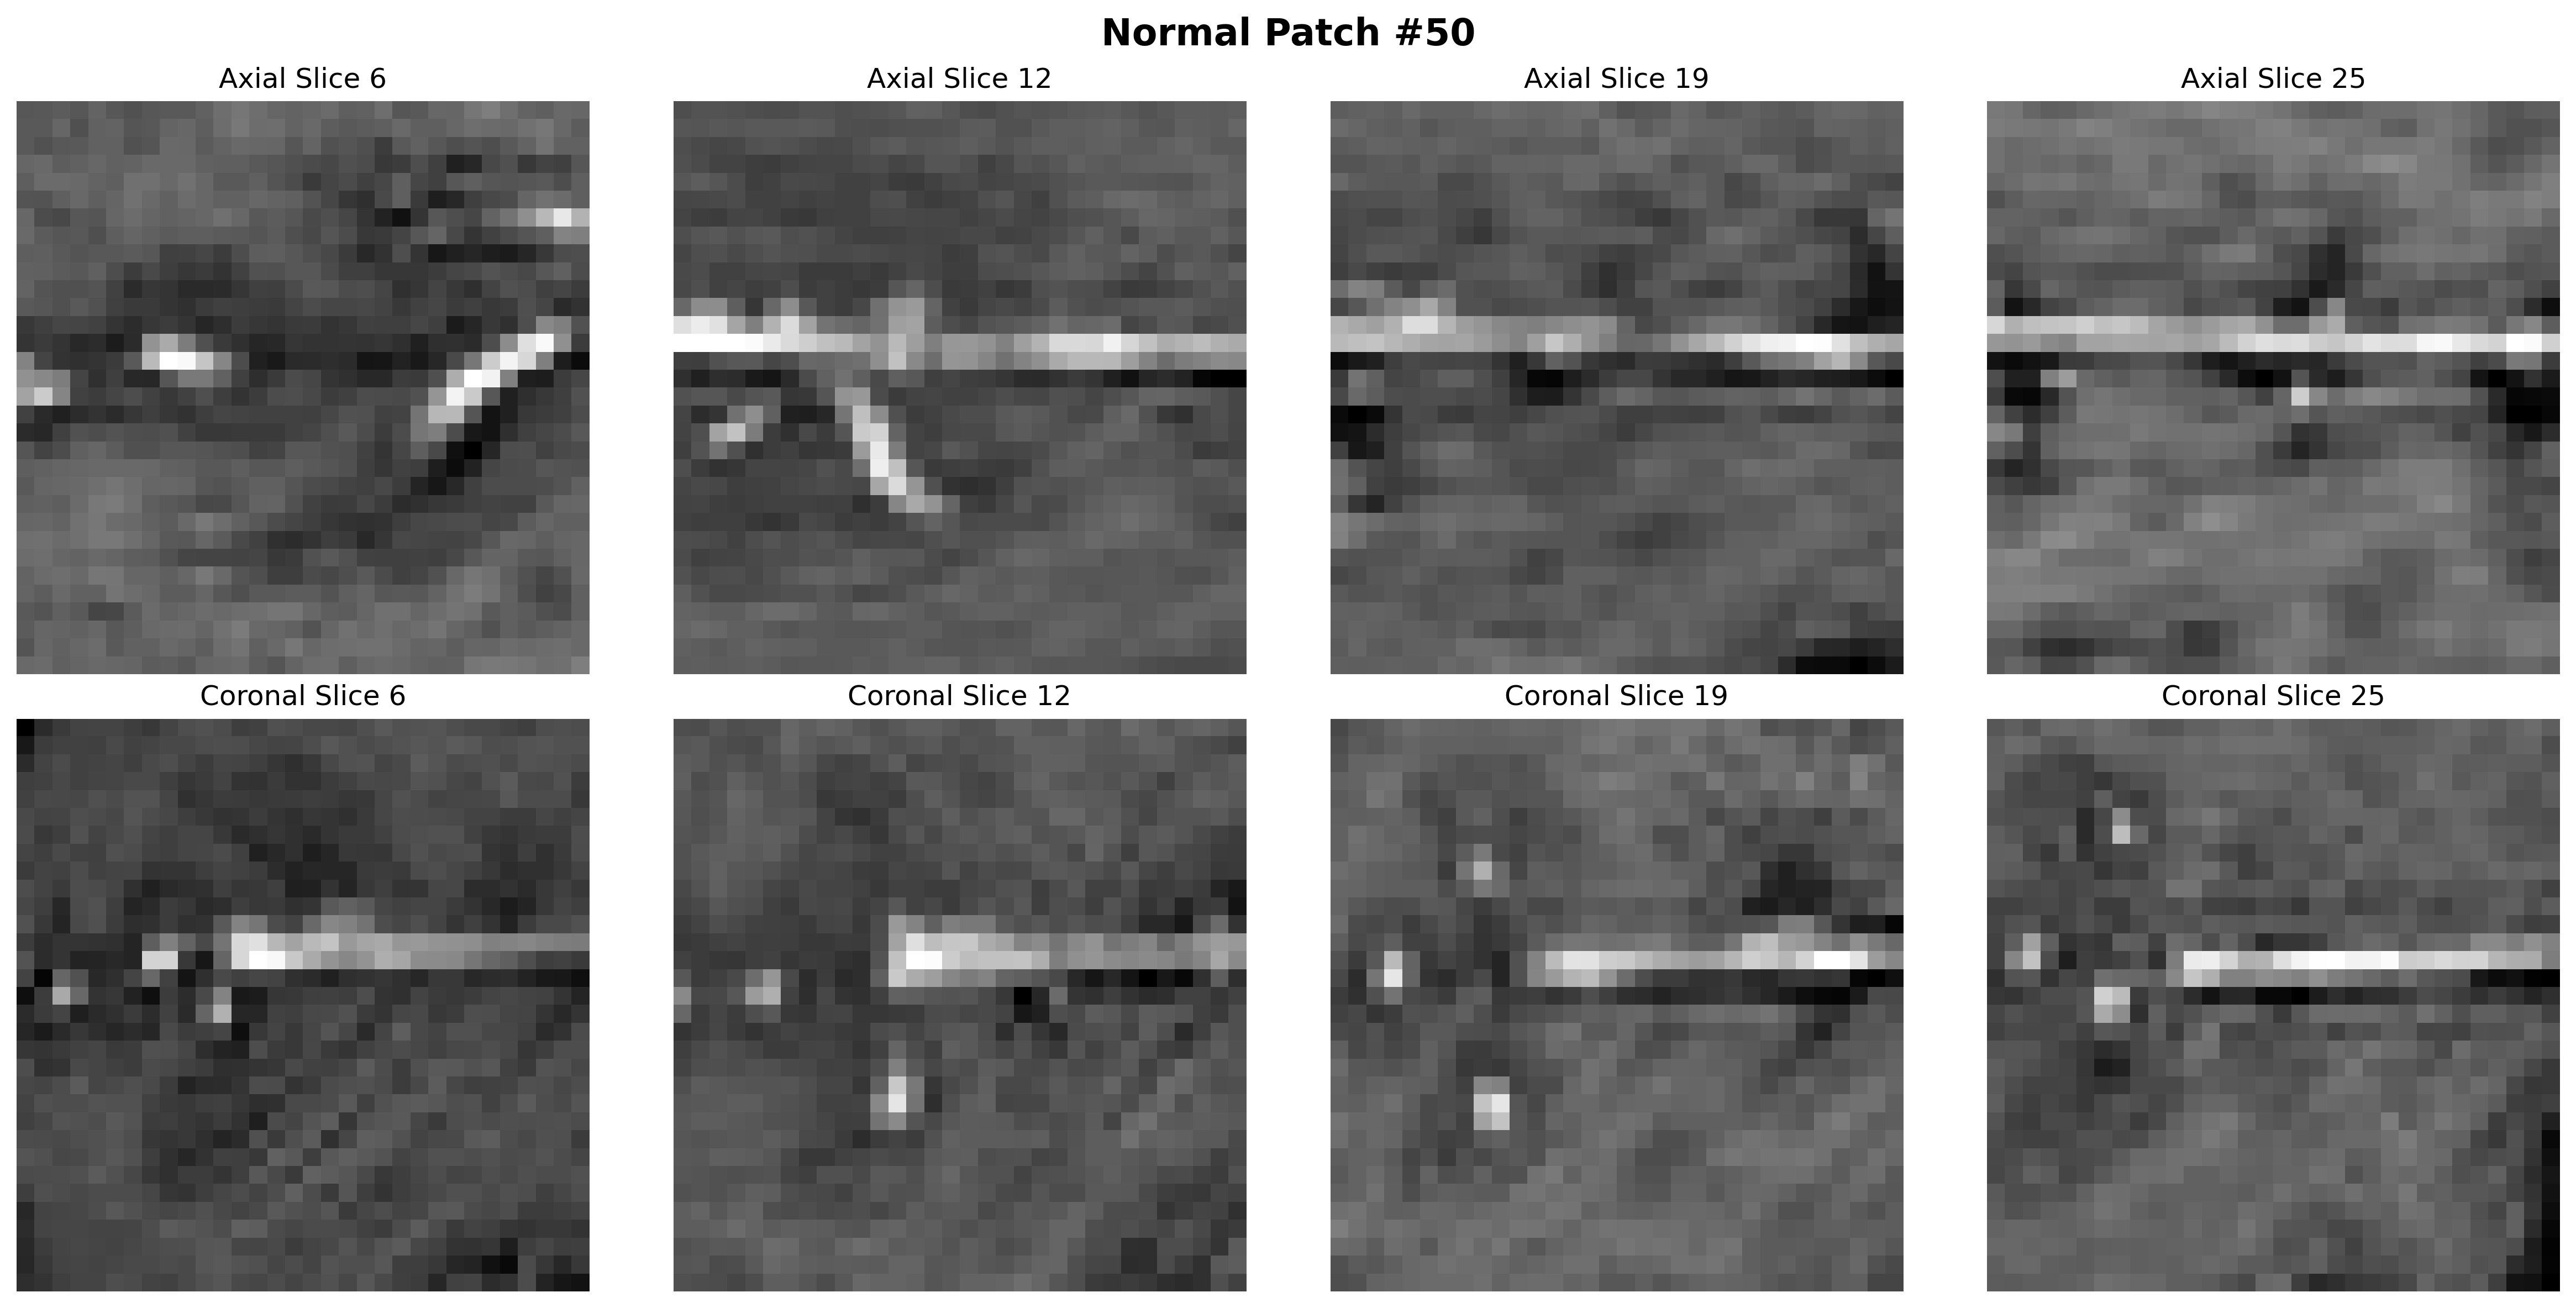 Normal Patch #50
Axial Slice 6
Axial Slice 12
Axial Slice 19
Axial Slice 25
Coronal Slice 6
Coronal Slice 12
Coronal Slice 19
Coronal Slice 25